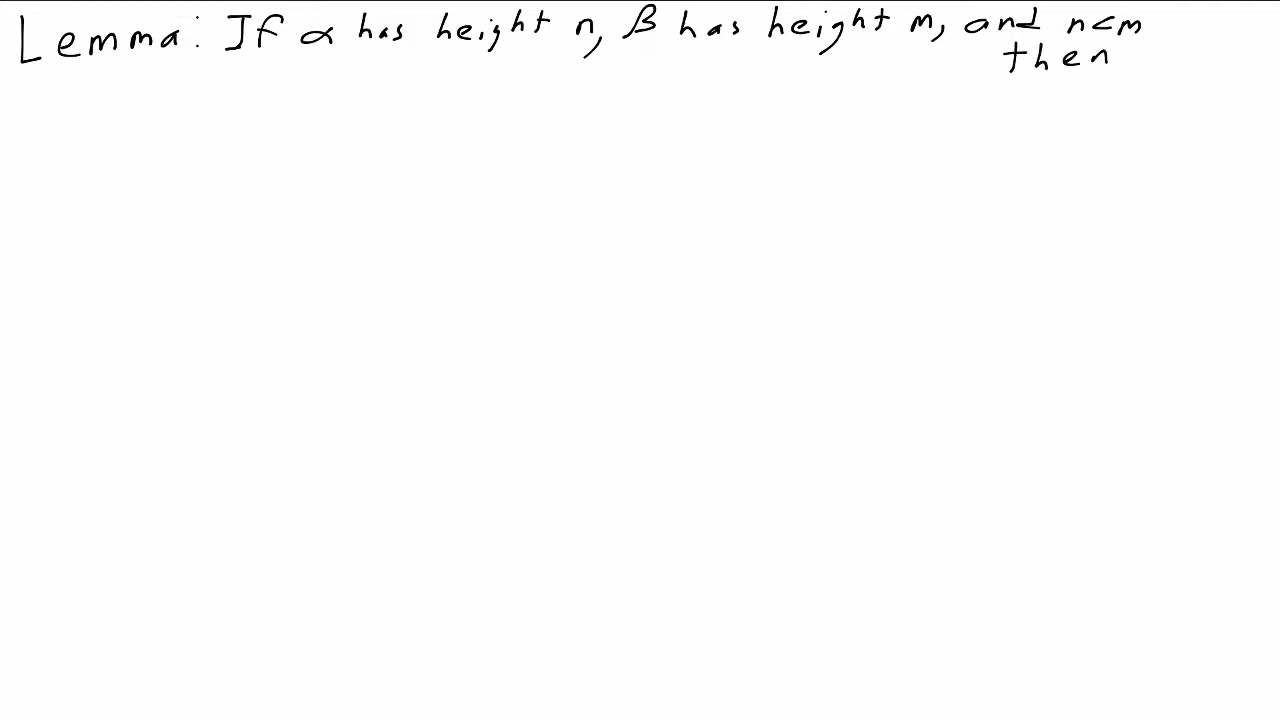 Lemma: If α has height n, β has height m, and n<m
then